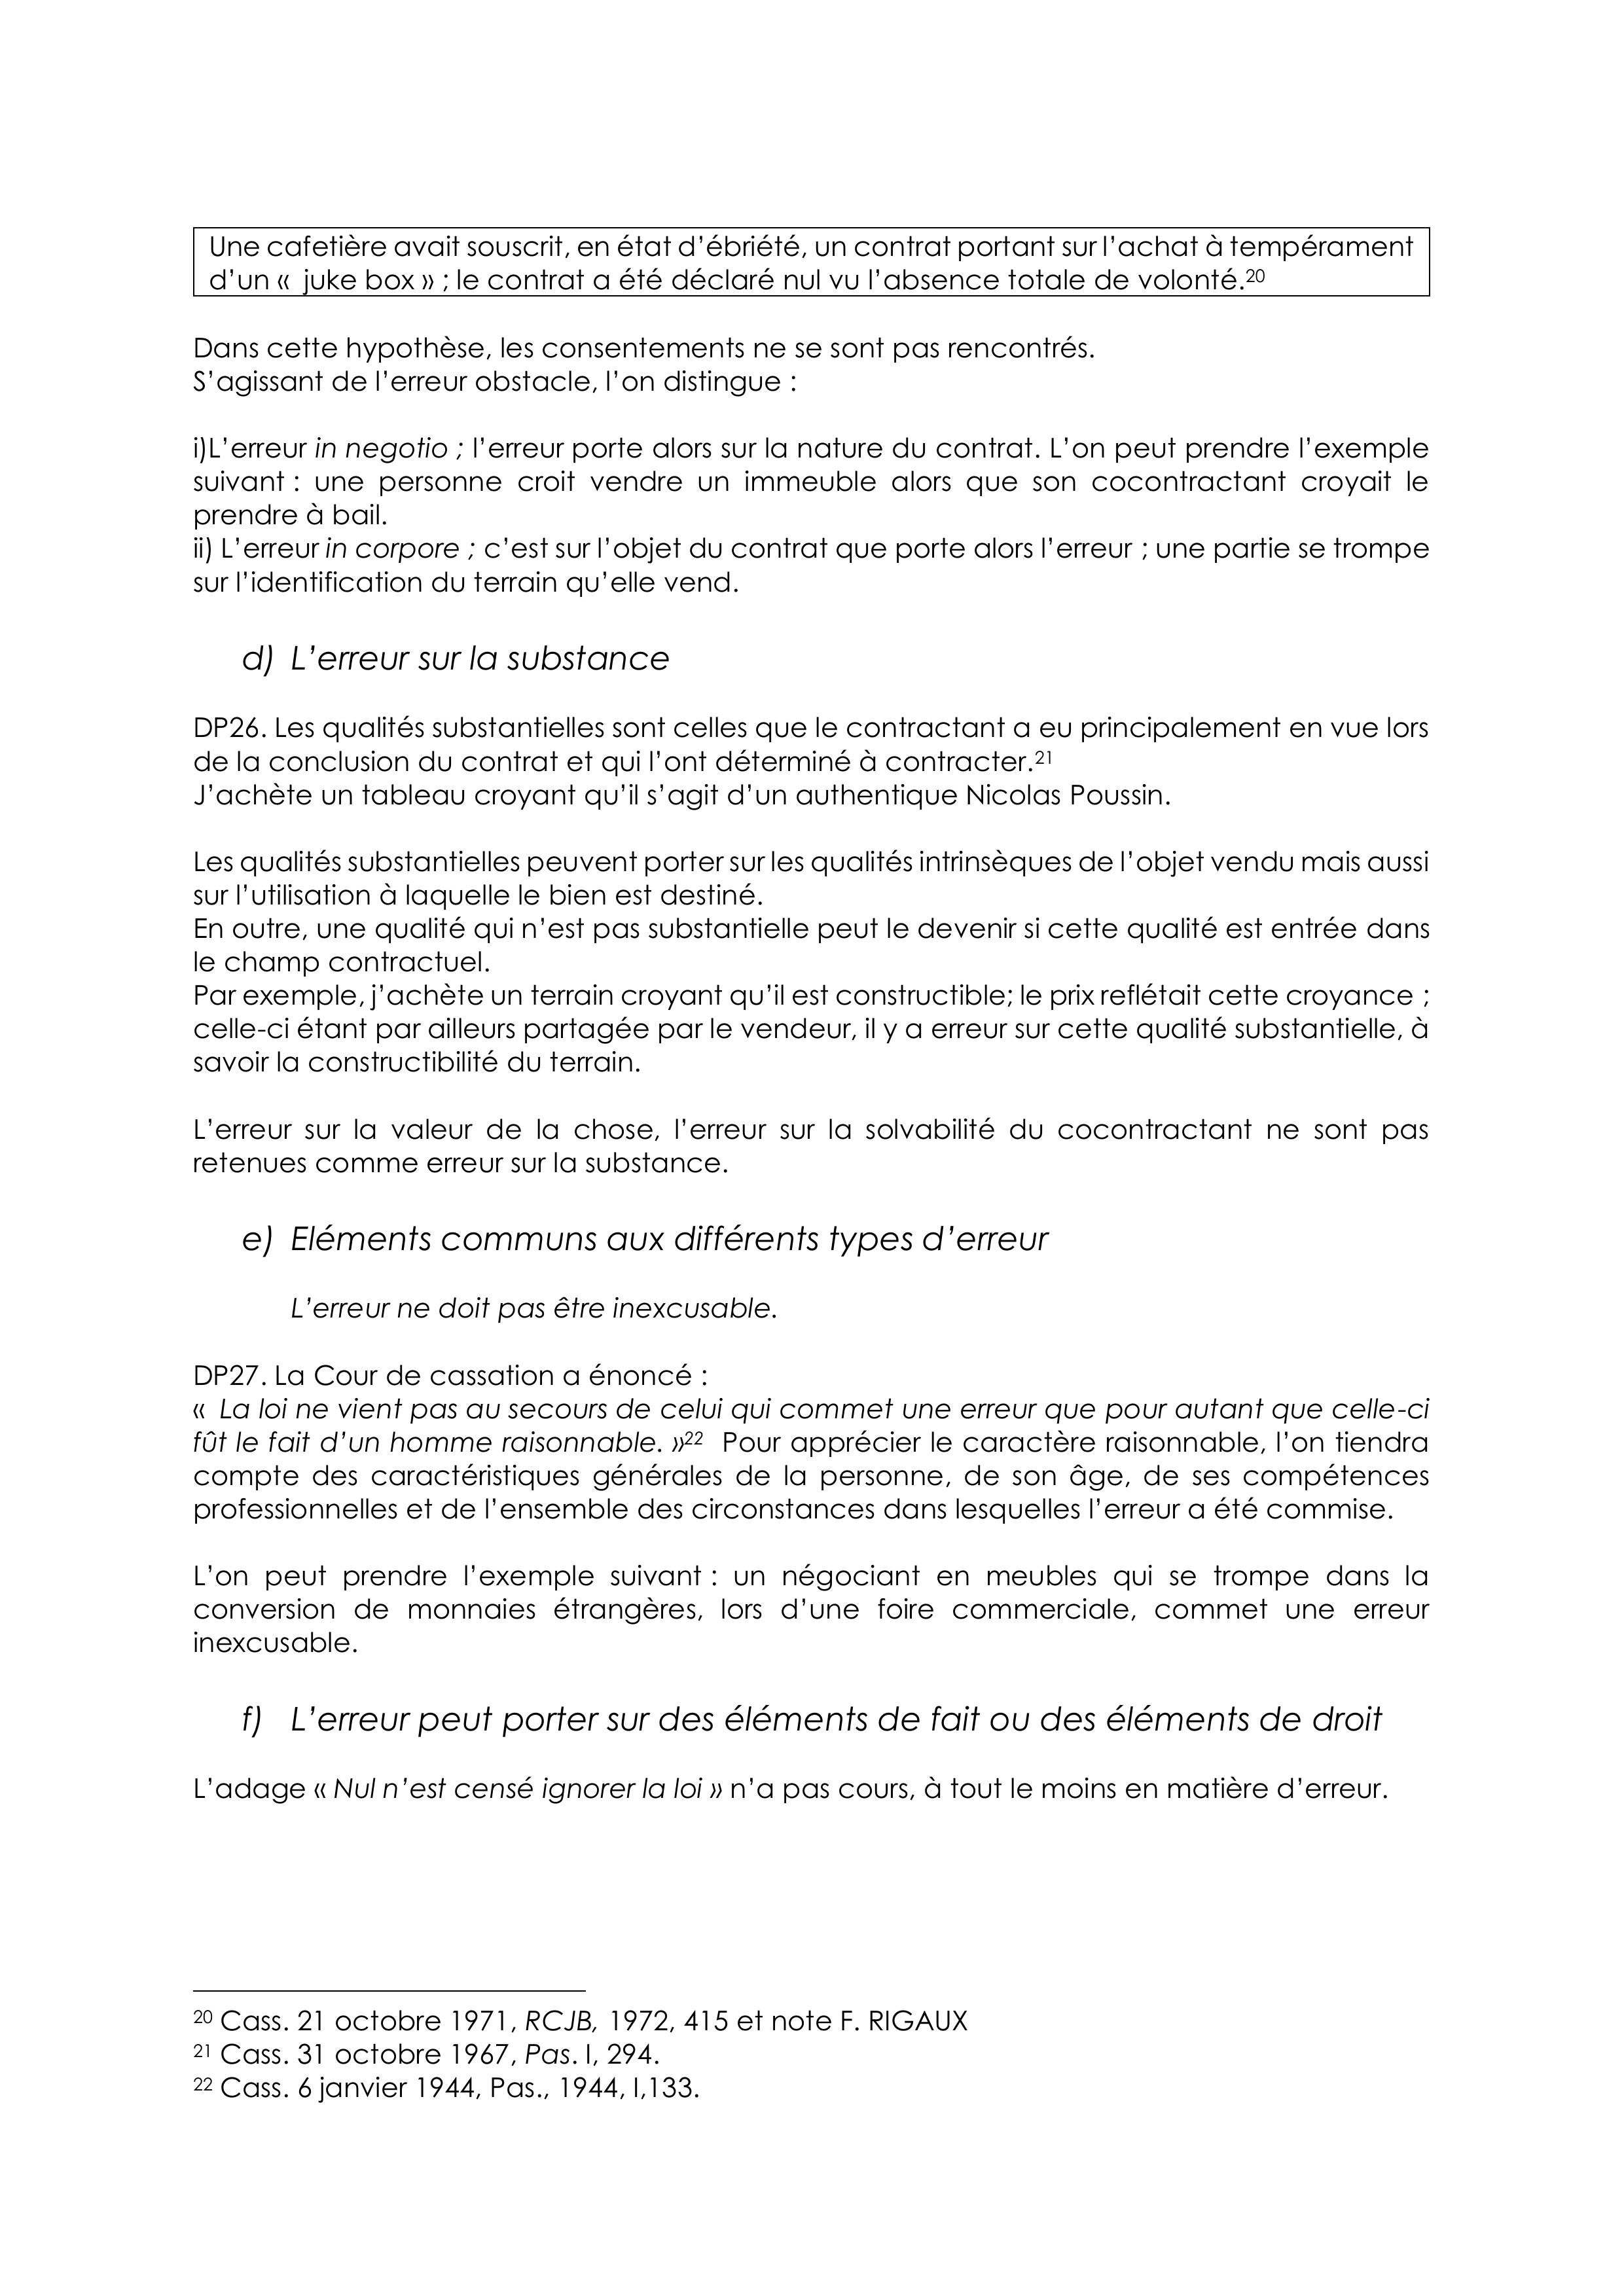 Une cafetière avait souscrit, en état d’ébriété, un contrat portant sur l’achat à tempérament
d’un «  juke box » ; le contrat a été déclaré nul vu l’absence totale de volonté.20
Dans cette hypothèse, les consentements ne se sont pas rencontrés.
S’agissant de l’erreur obstacle, l’on distingue :
i)L’erreur in negotio ; l’erreur porte alors sur la nature du contrat. L’on peut prendre l’exemple
suivant : une personne croit vendre un immeuble alors que son cocontractant croyait le
prendre à bail.
ii) L’erreur in corpore ; c’est sur l’objet du contrat que porte alors l’erreur ; une partie se trompe
sur l’identification du terrain qu’elle vend.
d) L’erreur sur la substance
DP26. Les qualités substantielles sont celles que le contractant a eu principalement en vue lors
de la conclusion du contrat et qui l’ont déterminé à contracter.21
J’achète un tableau croyant qu’il s’agit d’un authentique Nicolas Poussin.
Les qualités substantielles peuvent porter sur les qualités intrinsèques de l’objet vendu mais aussi
sur l’utilisation à laquelle le bien est destiné.
En outre, une qualité qui n’est pas substantielle peut le devenir si cette qualité est entrée dans
le champ contractuel.
Par exemple, j’achète un terrain croyant qu’il est constructible; le prix reflétait cette croyance ;
celle-ci étant par ailleurs partagée par le vendeur, il y a erreur sur cette qualité substantielle, à
savoir la constructibilité du terrain.
L’erreur sur la valeur de la chose, l’erreur sur la solvabilité du cocontractant ne sont pas
retenues comme erreur sur la substance.
e) Eléments communs aux différents types d’erreur
L’erreur ne doit pas être inexcusable.
DP27. La Cour de cassation a énoncé :
«  La loi ne vient pas au secours de celui qui commet une erreur que pour autant que celle-ci
fût le fait d’un homme raisonnable. »22  Pour apprécier le caractère raisonnable, l’on tiendra
compte des caractéristiques générales de la personne, de son âge, de ses compétences
professionnelles et de l’ensemble des circonstances dans lesquelles l’erreur a été commise.
L’on peut prendre l’exemple suivant : un négociant en meubles qui se trompe dans la
conversion de monnaies étrangères, lors d’une foire commerciale, commet une erreur
inexcusable.
f) L’erreur peut porter sur des éléments de fait ou des éléments de droit
L’adage « Nul n’est censé ignorer la loi » n’a pas cours, à tout le moins en matière d’erreur.
20 Cass. 21 octobre 1971, RCJB, 1972, 415 et note F. RIGAUX
21 Cass. 31 octobre 1967, Pas. I, 294.
22 Cass. 6 janvier 1944, Pas., 1944, I,133.